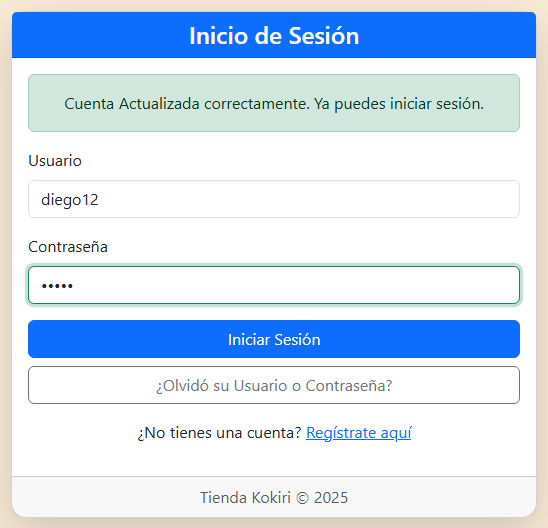 Inicio de Sesión
Cuenta Actualizada correctamente. Ya puedes iniciar sesión.
Usuario
diego12
Contraseña
•••••
Iniciar Sesión
¿Olvidó su Usuario o Contraseña?
¿No tienes una cuenta? Regístrate aquí
Tienda Kokiri © 2025